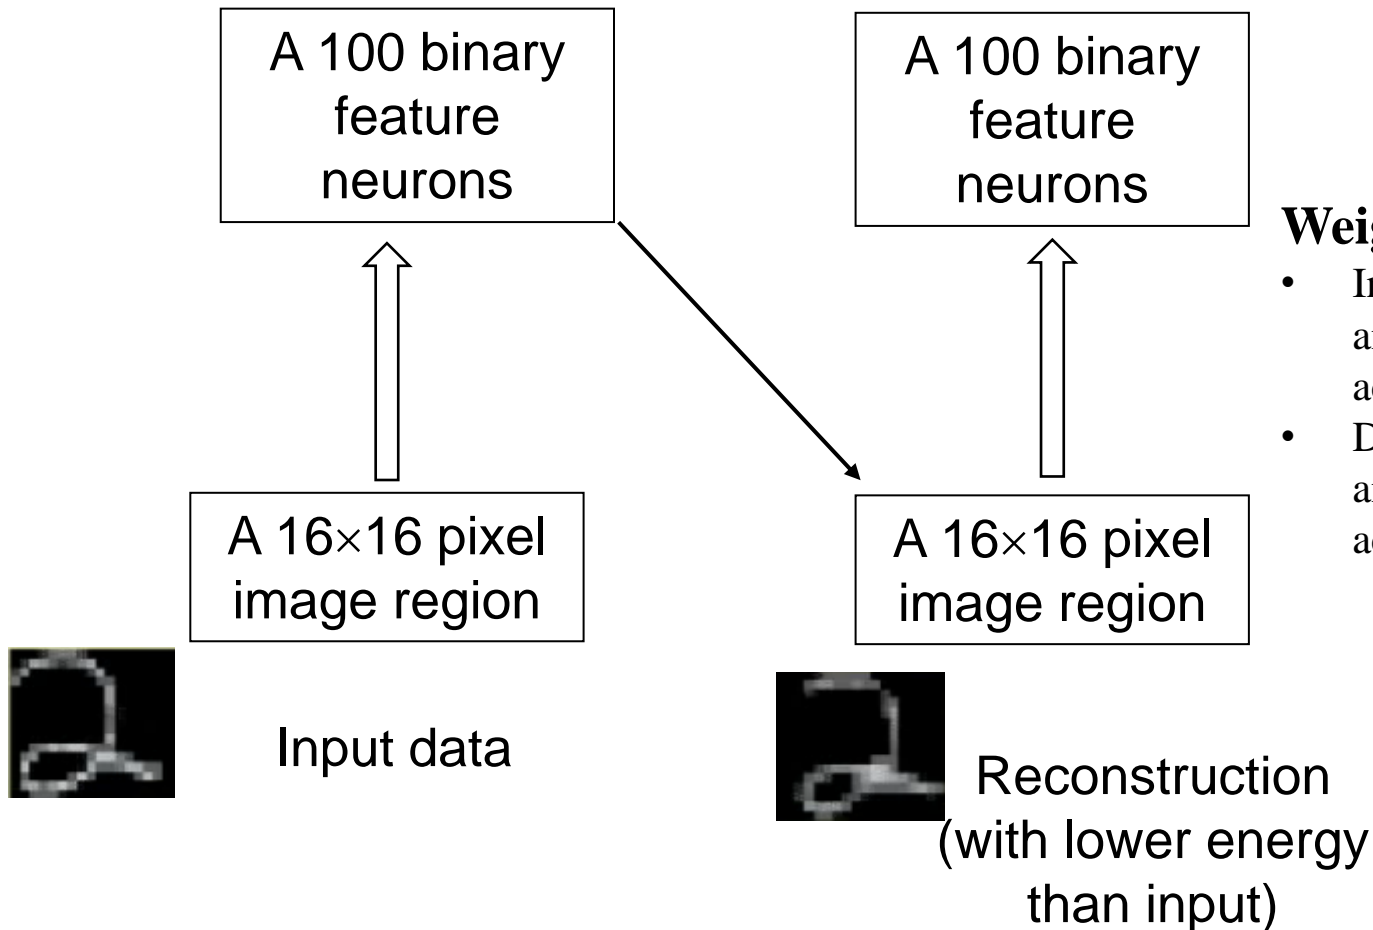 A 100 binary
feature
neurons
A 100 binary
feature
neurons
A 16×16 pixel
image region
A 16×16 pixel
image region
Input data
Reconstruction
(with lower energy
than input)